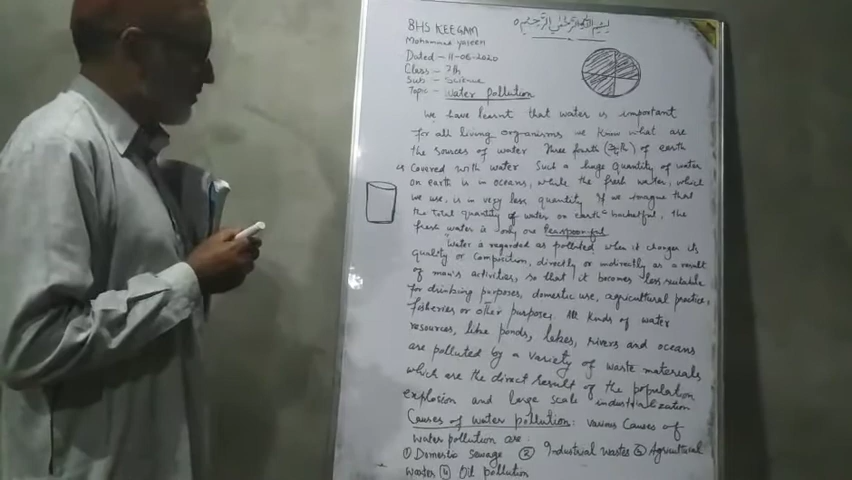 بسم الله الرحمن الرحيم
BHS KEEGAM
Mohammad Yaseen
Dated - 11-06-2020
Class - 7th
Sub - Science
Topic - Water Pollution
We have learnt that water is important
for all living organisms we know what are
the sources of water Three fourth (3/4th) of earth
is covered with water Such a huge quantity of water
on earth is in oceans, while the fresh water, which
we use, is in very less quantity If we imagine that
the total quantity of water on earth bucketful, the
fresh water is only one teaspoonful
Water is regarded as polluted when it changes its
quality or composition, directly or indirectly as a result
of man's activities, so that it becomes less suitable
for drinking purposes, domestic use, agricultural practice,
fisheries or other purpose, All kinds of water
resources, like ponds, lakes, rivers and oceans
are polluted by a variety of waste materials
which are the direct result of the population
explosion and large scale industrialization
Causes of water pollution: Various Causes of
water pollution are:
① Domestic sewage ② Industrial wastes ③ Agricultural
wastes ④ Oil pollution